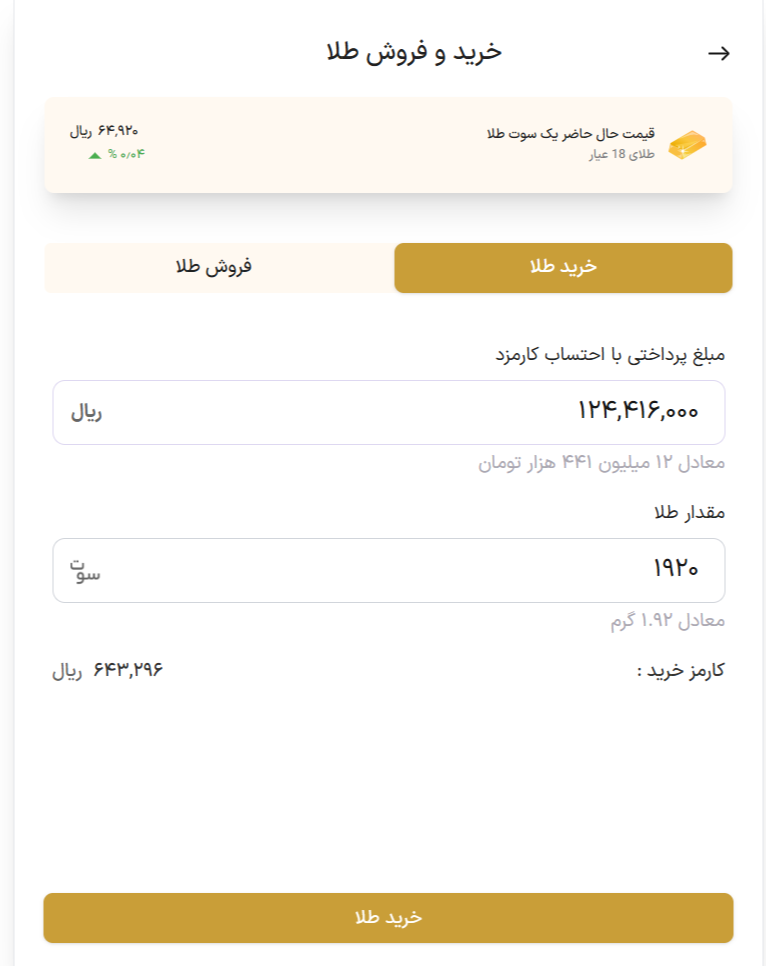 خرید و فروش طلا
قیمت حال حاضر یک سوت طلا
۶۴,۹۲۰ ریال
طلای 18 عیار
۰/۰۴ %
خرید طلا
فروش طلا
مبلغ پرداختی با احتساب کارمزد
۱۲۴,۴۱۶,۰۰۰
ریال
معادل ۱۲ میلیون ۴۴۱ هزار تومان
مقدار طلا
۱۹۲۰
سوت
معادل ۱.۹۲ گرم
کارمز خرید :
۶۴۳,۲۹۶ ریال
خرید طلا